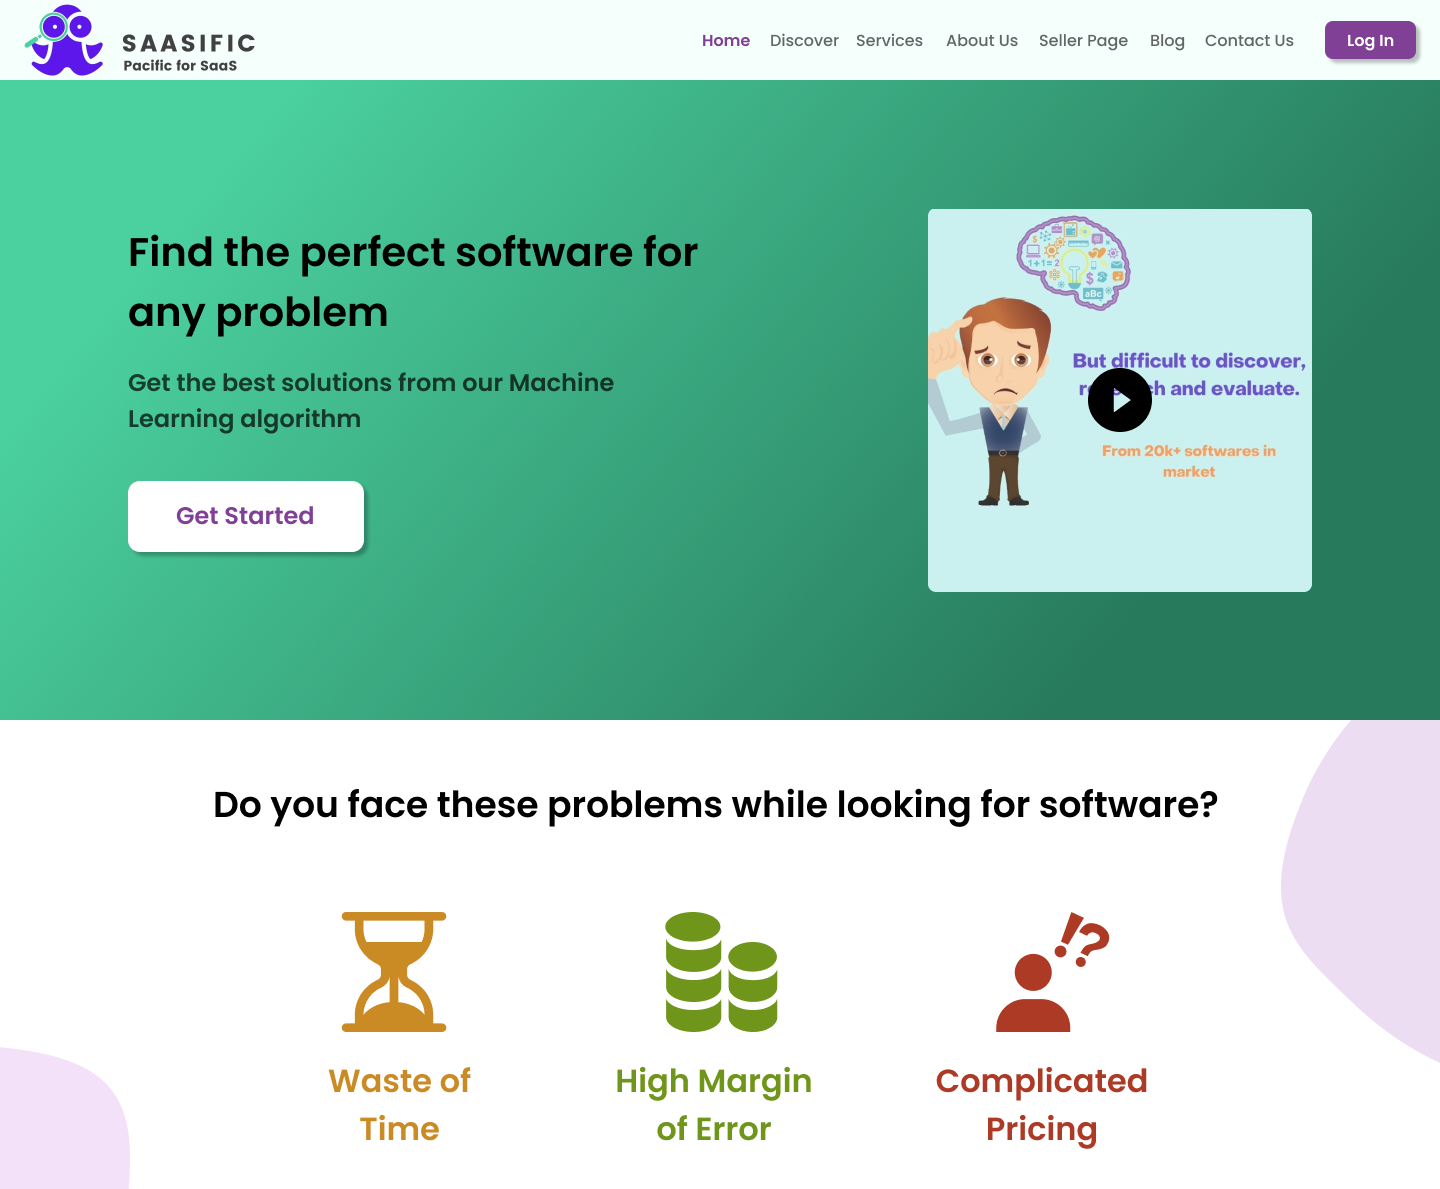 SAASIFIC
Pacific for SaaS
Home Discover Services About Us Seller Page Blog Contact Us Log In
Find the perfect software for
any problem
Get the best solutions from our Machine
Learning algorithm
Get Started
1+1=2
$
$
aBc
But difficult to discover,
and evaluate.
From 20k+ softwares in
market
Do you face these problems while looking for software?
!?
Waste of
Time
High Margin
of Error
Complicated
Pricing